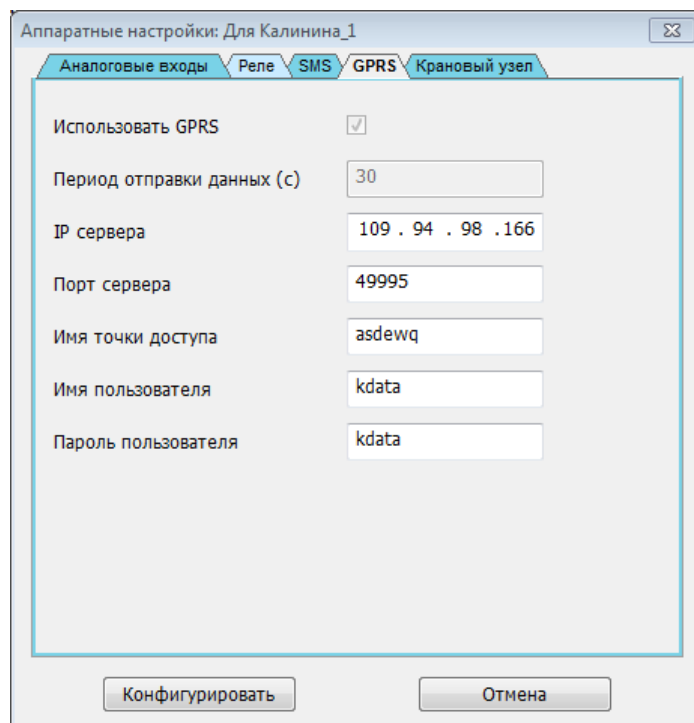 Аппаратные настройки: Для Калинина_1
Аналоговые входы Реле SMS GPRS Крановый узел
Использовать GPRS
Период отправки данных (с) 30
IP сервера 109 . 94 . 98 .166
Порт сервера 49995
Имя точки доступа asdewq
Имя пользователя kdata
Пароль пользователя kdata
Конфигурировать Отмена